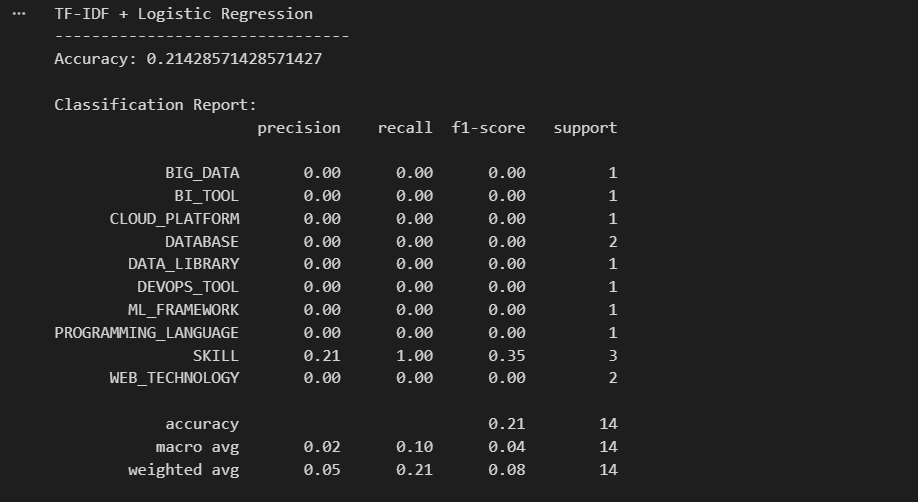 ... TF-IDF + Logistic Regression
--------------------------------
Accuracy: 0.21428571428571427
Classification Report:
precision recall f1-score support
BIG_DATA 0.00 0.00 0.00 1
BI_TOOL 0.00 0.00 0.00 1
CLOUD_PLATFORM 0.00 0.00 0.00 1
DATABASE 0.00 0.00 0.00 2
DATA_LIBRARY 0.00 0.00 0.00 1
DEVOPS_TOOL 0.00 0.00 0.00 1
ML_FRAMEWORK 0.00 0.00 0.00 1
PROGRAMMING_LANGUAGE 0.00 0.00 0.00 1
SKILL 0.21 1.00 0.35 3
WEB_TECHNOLOGY 0.00 0.00 0.00 2
accuracy 0.21 14
macro avg 0.02 0.10 0.04 14
weighted avg 0.05 0.21 0.08 14